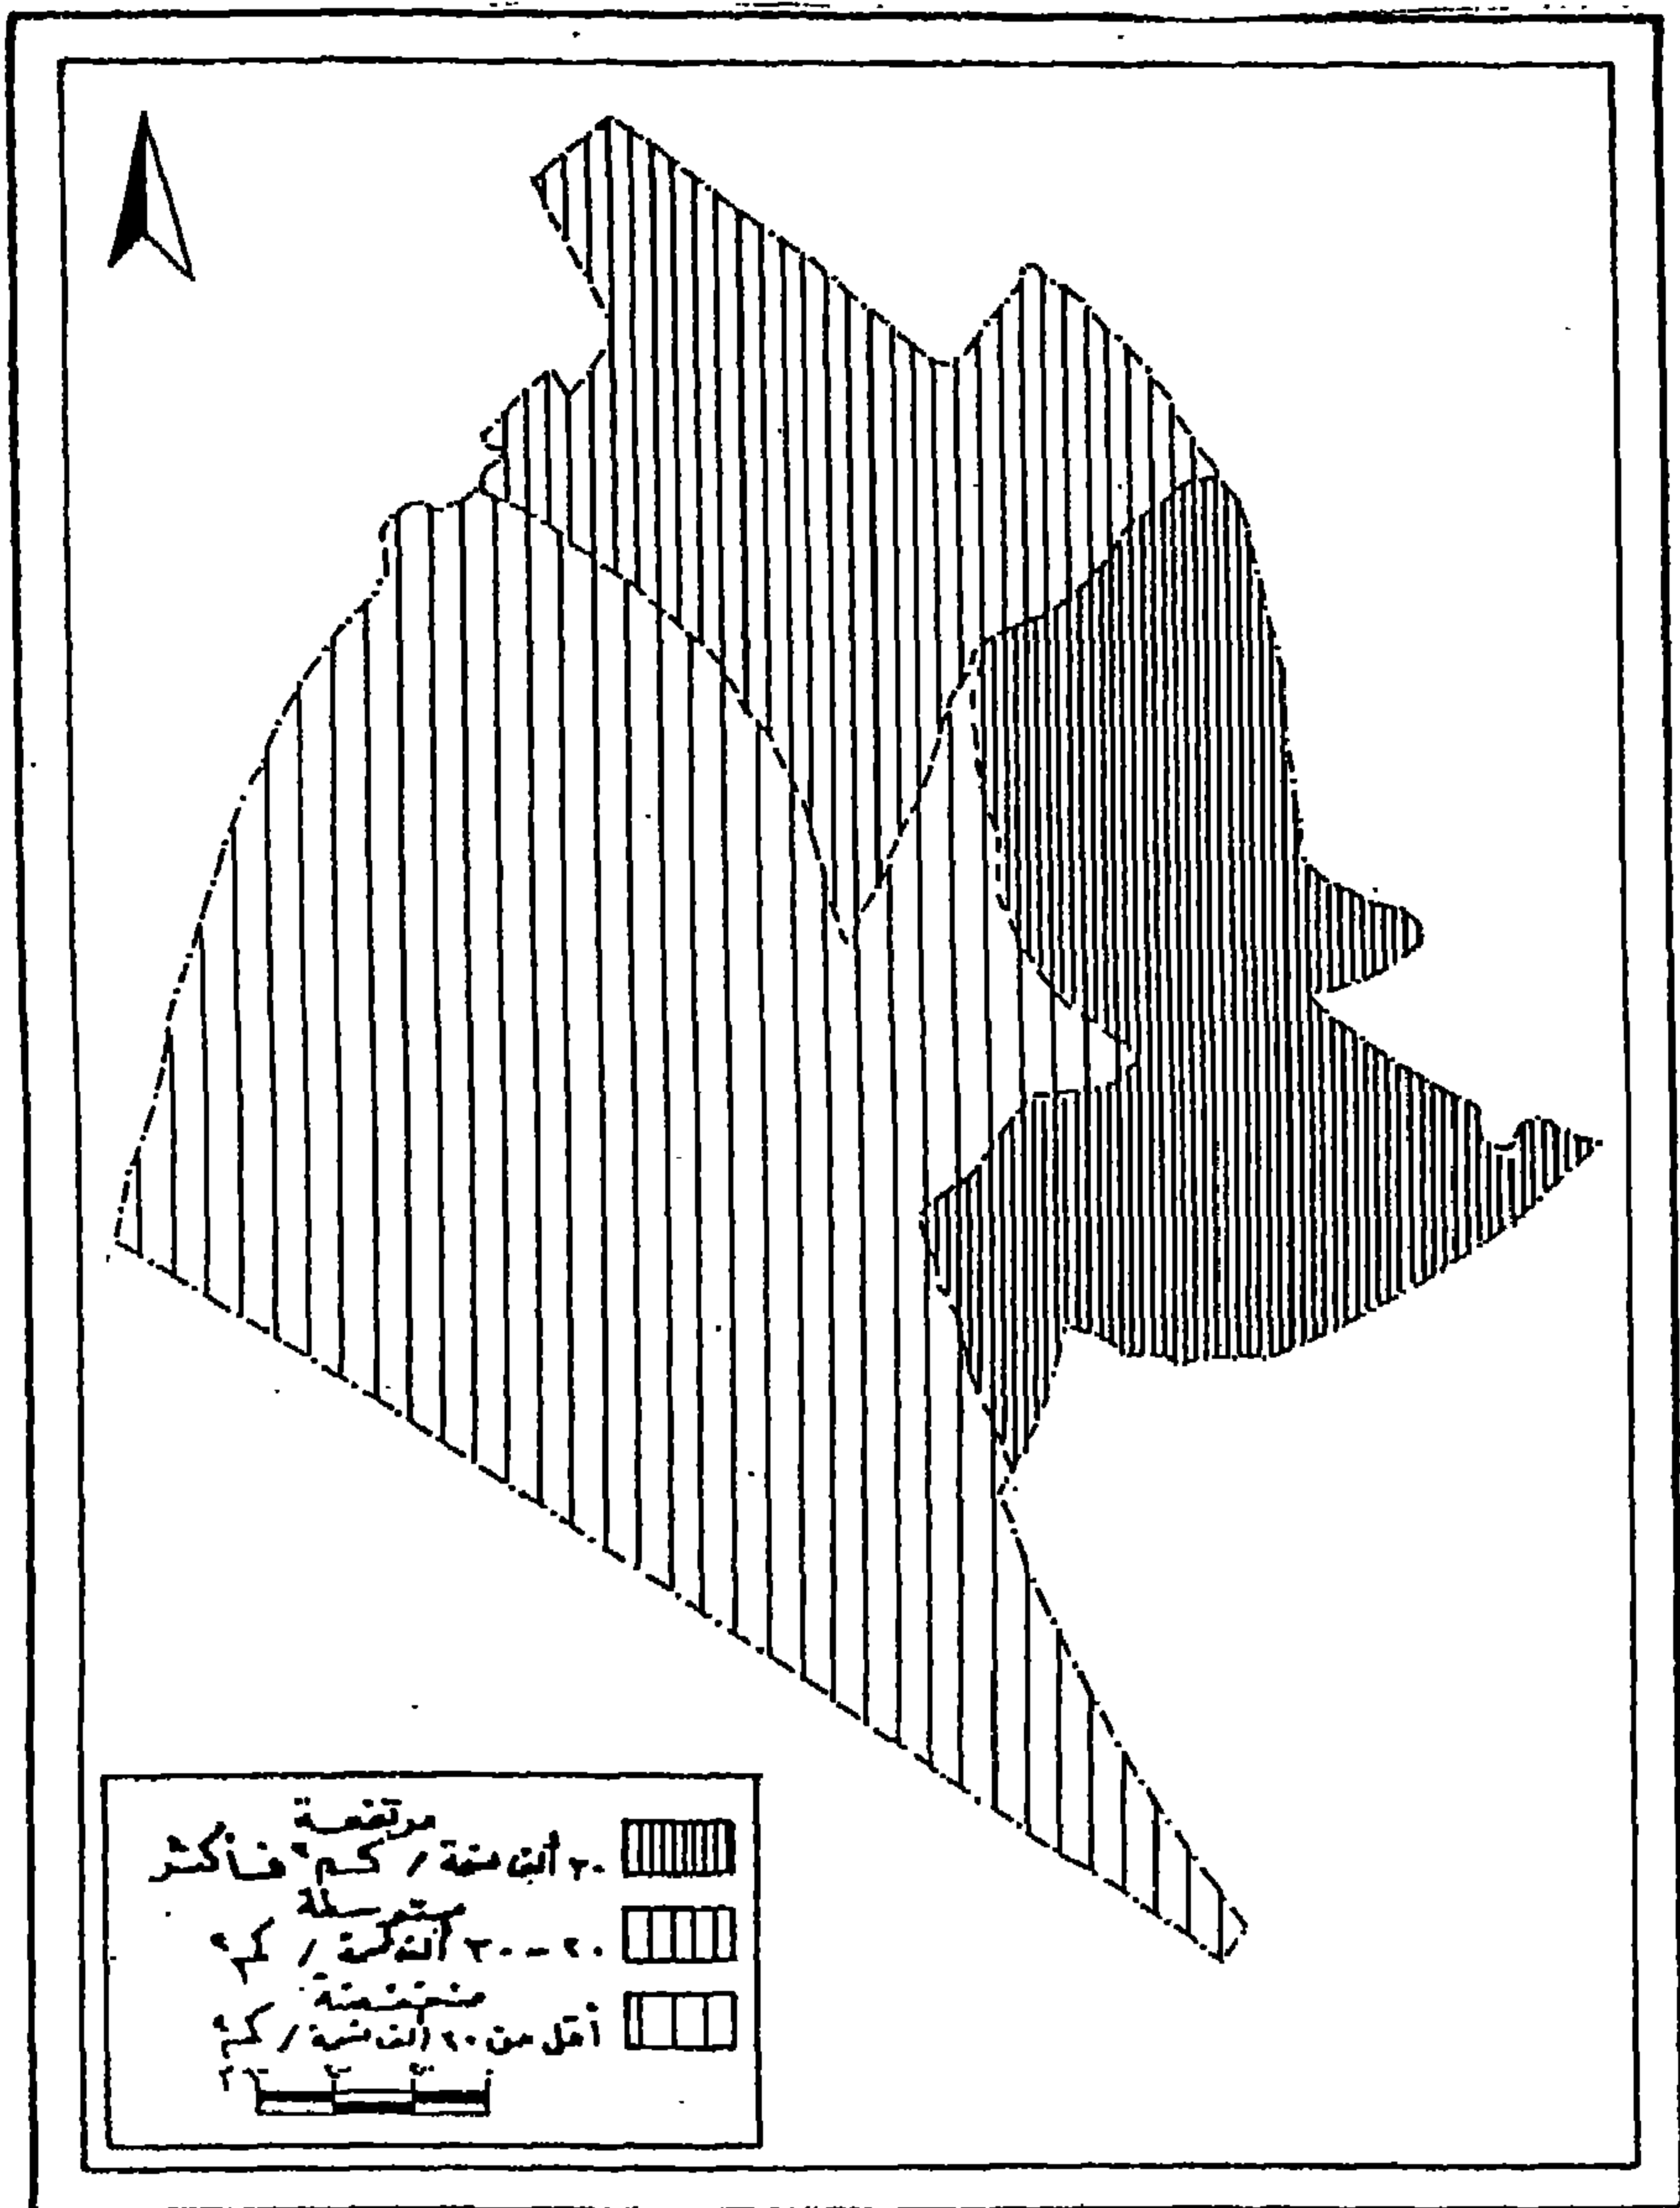 مرتفعة
٣٠ ألف نسمة / كم٢ فأكثر
متوسطة
٢٠ — ٣٠ ألف نسمة / كم٢
منخفضة
أقل من ٢٠ ألف نسمة / كم٢